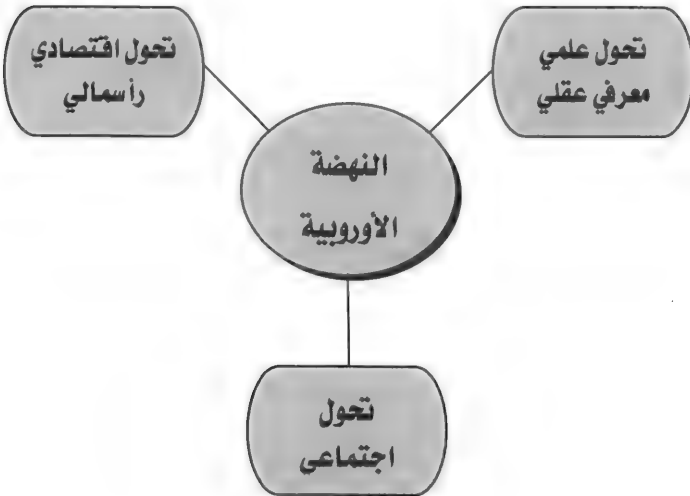 تحول علمي
معرفي عقلي
تحول اقتصادي
رأسمالي
النهضة
الأوروبية
تحول
اجتماعي